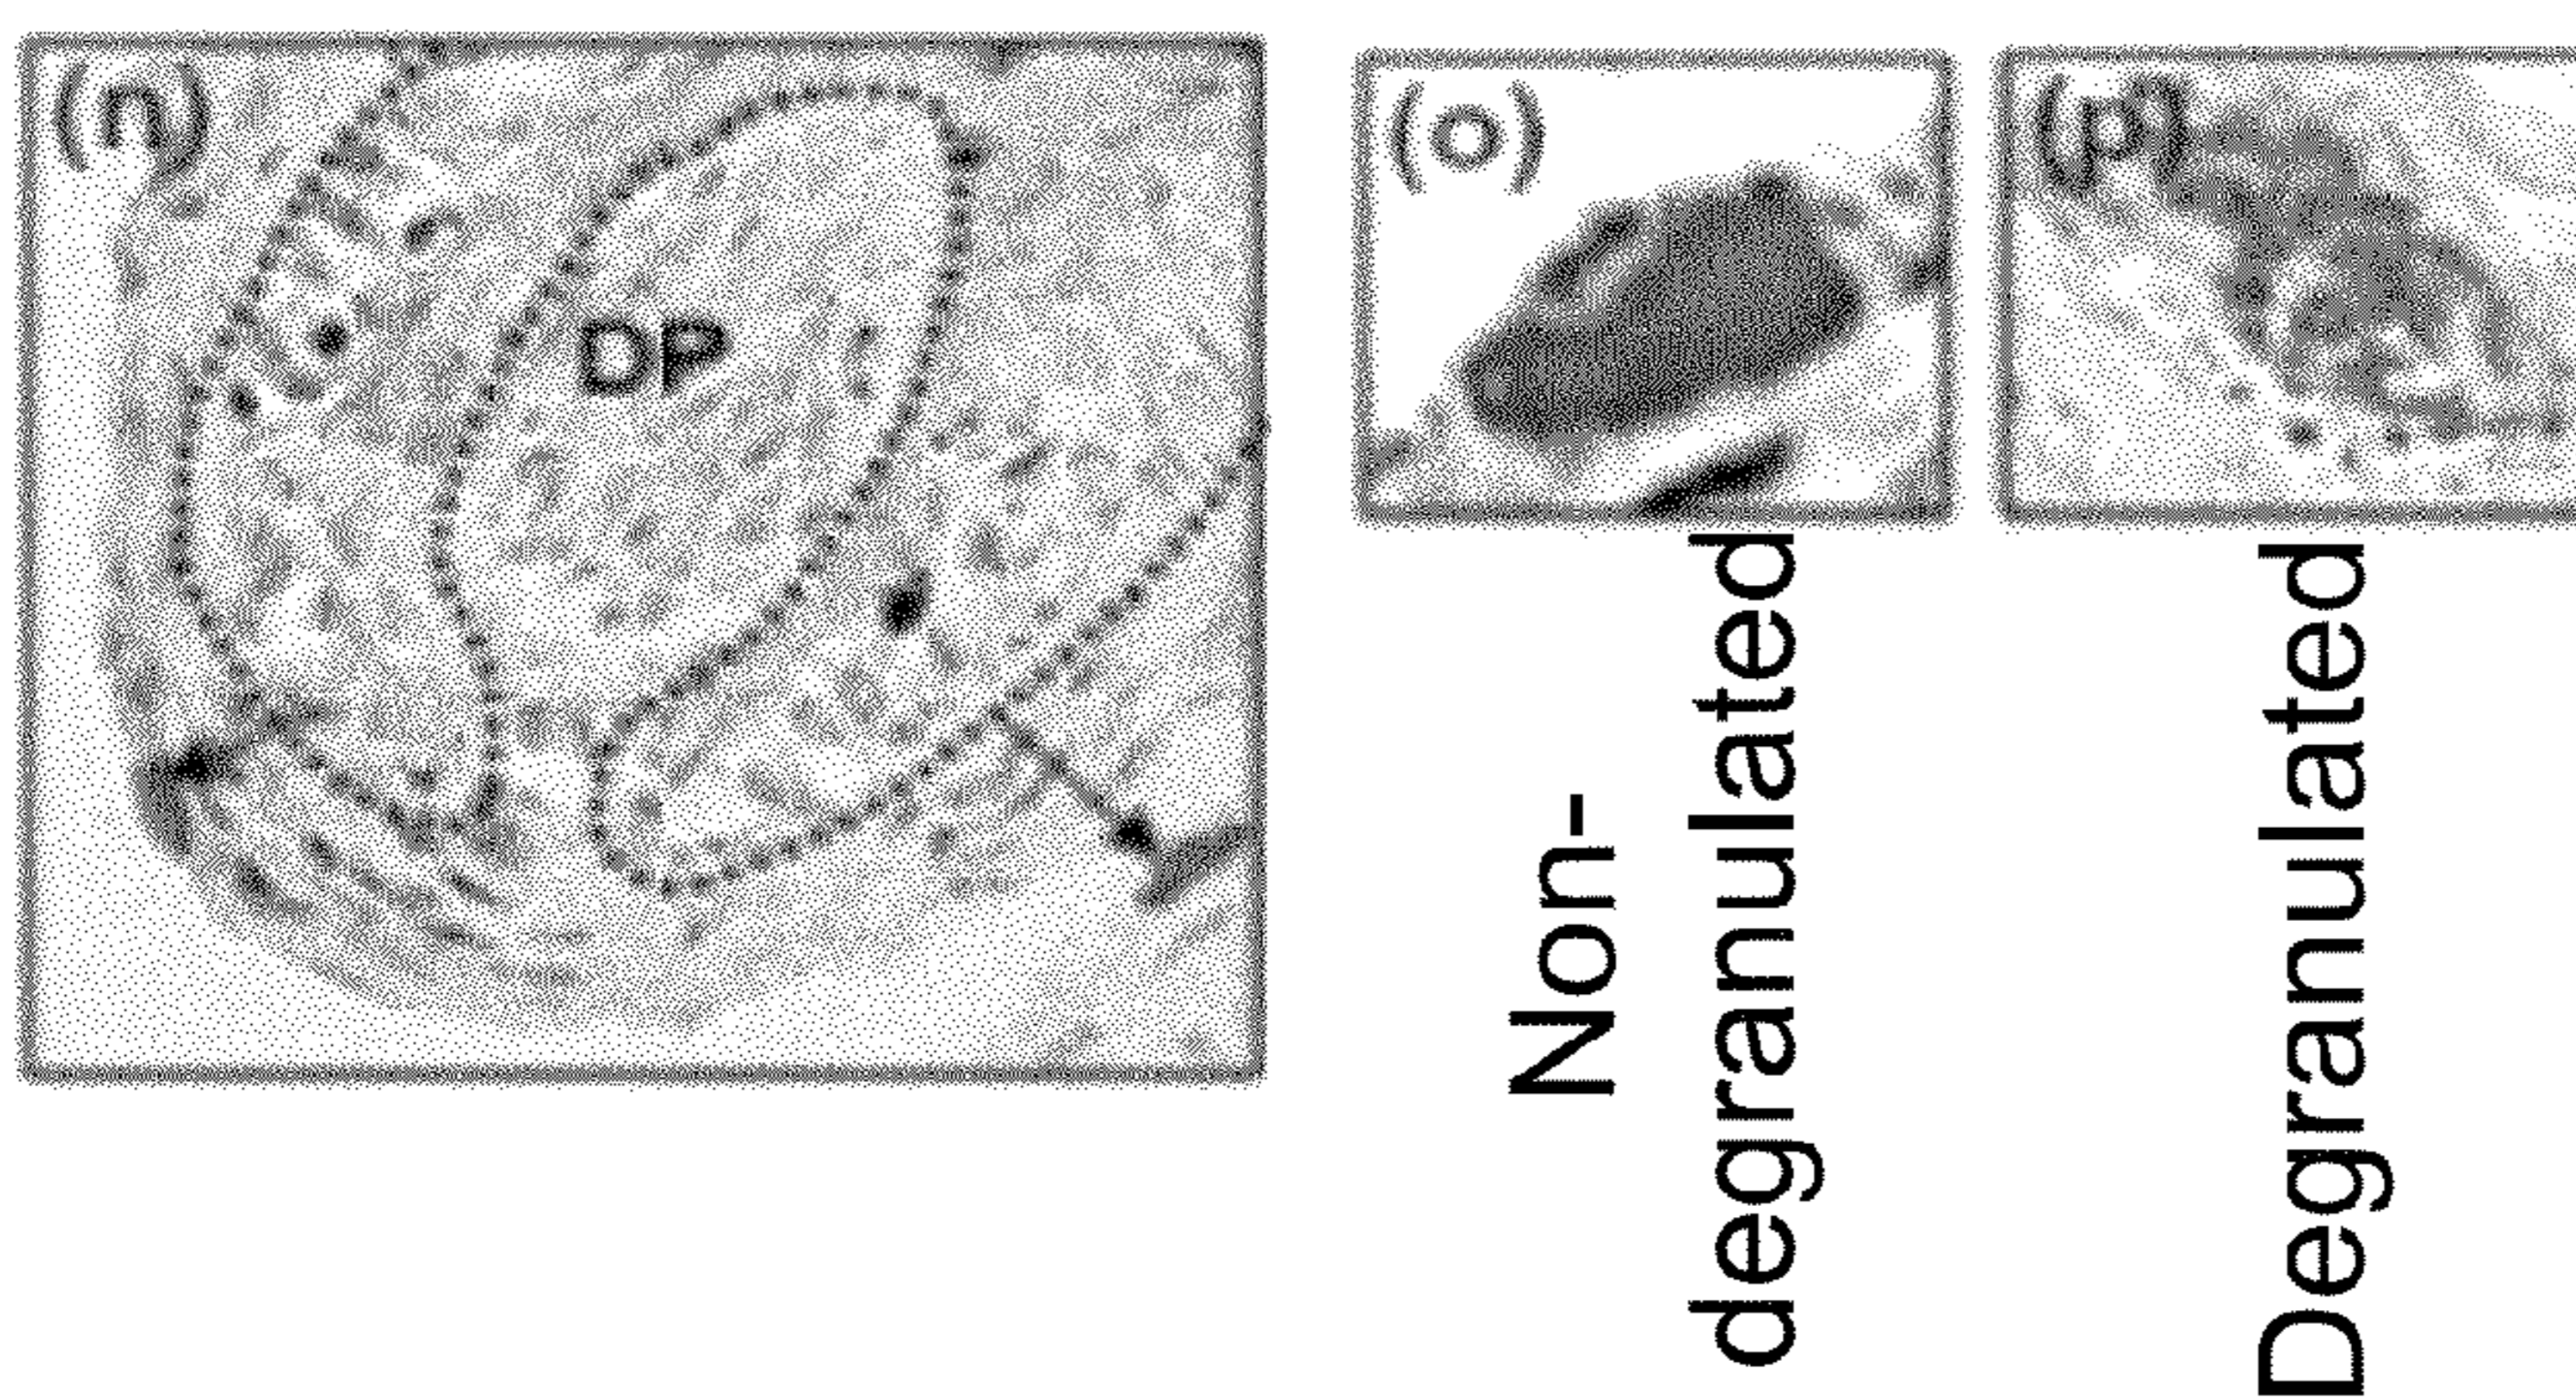 (n)
DP
(o)
(p)
Non-
degranulated
Degranulated